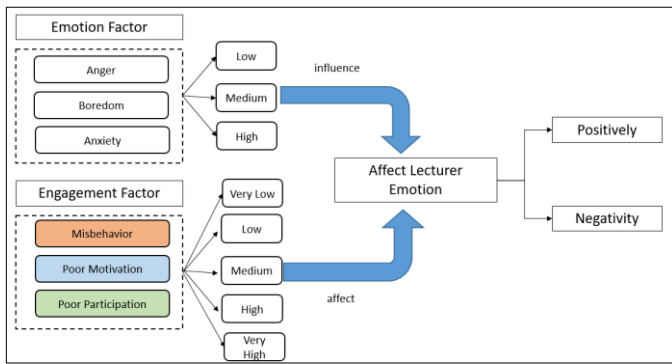 Emotion Factor
Anger
Boredom
Anxiety
Low
Medium
High
influence
Engagement Factor
Misbehavior
Poor Motivation
Poor Participation
Very Low
Low
Medium
High
Very
High
affect
Affect Lecturer
Emotion
Positively
Negativity